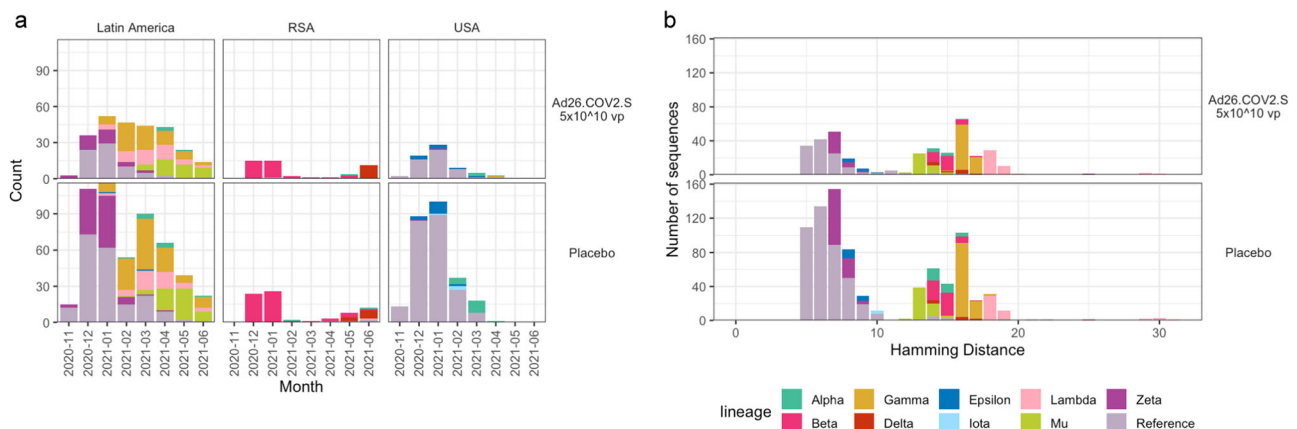 a
Latin America
RSA
USA
Count
90
60
30
0
Ad26.COV2.S
5x10^10 vp
90
60
30
0
Placebo
2020-11
2020-12
2021-01
2021-02
2021-03
2021-04
2021-05
2021-06
2020-11
2020-12
2021-01
2021-02
2021-03
2021-04
2021-05
2021-06
2020-11
2020-12
2021-01
2021-02
2021-03
2021-04
2021-05
2021-06
Month
b
Number of sequences
160
120
80
40
0
Ad26.COV2.S
5x10^10 vp
160
120
80
40
0
Placebo
0
10
20
30
Hamming Distance
lineage
Alpha
Gamma
Epsilon
Lambda
Zeta
Beta
Delta
Iota
Mu
Reference